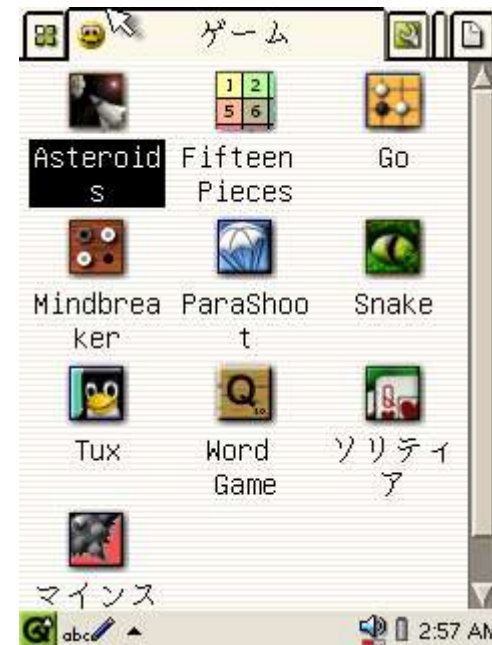 ゲーム
1 2
5 6
Asteroid
s
Fifteen
Pieces
Go
Mindbrea
ker
ParaShoo
t
Snake
Q
10
Tux
Word
Game
ソリティ
ア
マインス
abc
2:57 AM